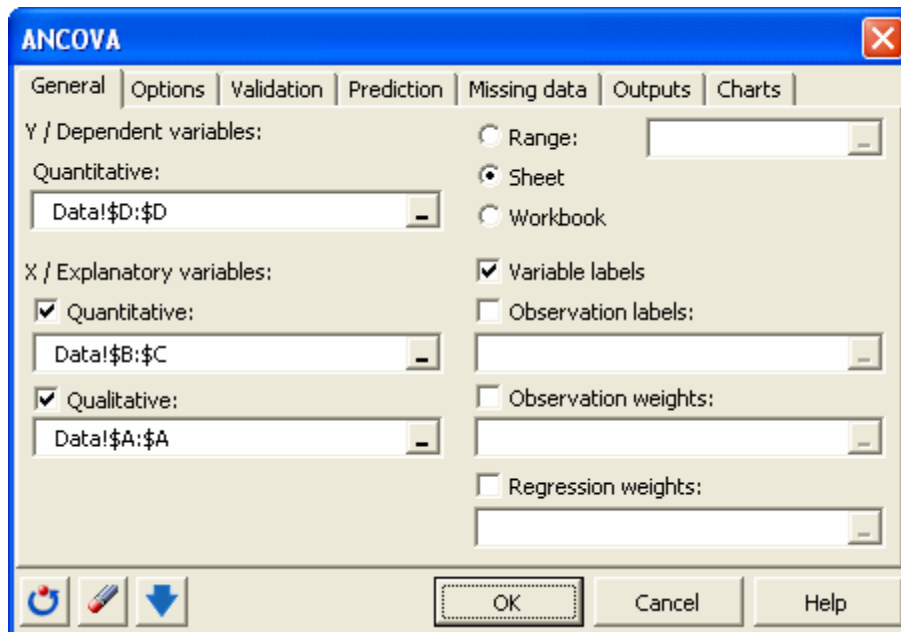 ANCOVA
General Options Validation Prediction Missing data Outputs Charts
Y / Dependent variables:
Quantitative:
Data!$D:$D
X / Explanatory variables:
Quantitative:
Data!$B:$C
Qualitative:
Data!$A:$A
Range:
Sheet
Workbook
Variable labels
Observation labels:
Observation weights:
Regression weights:
OK Cancel Help